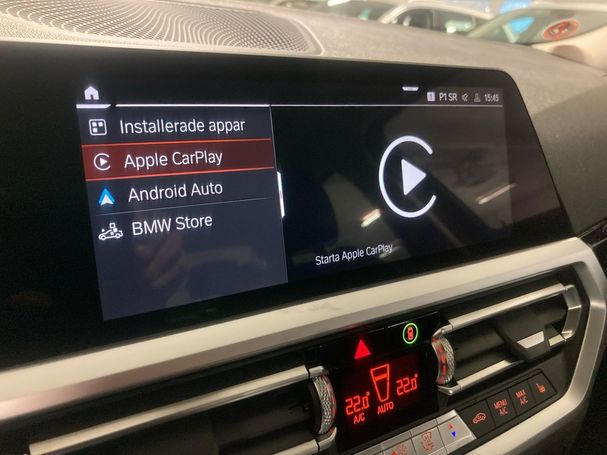 P1 SR 15:45
Installerade appar
Apple CarPlay
Android Auto
BMW Store
Starta Apple CarPlay
22.0 22.0
A/C AUTO A/C
MENU A/C
MAX A/C